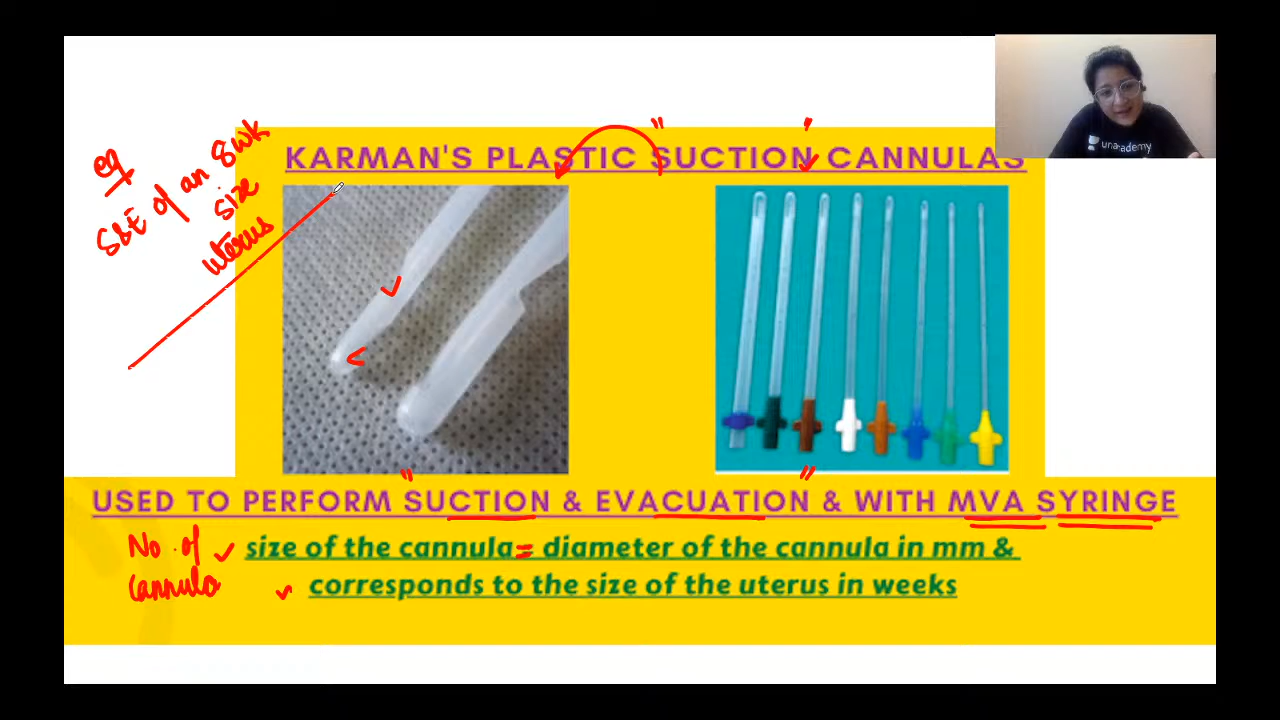 unacademy
KARMAN'S PLASTIC SUCTION CANNULAS
eg
S&E of an 8wk
size
uterus
USED TO PERFORM SUCTION & EVACUATION & WITH MVA SYRINGE
No. of
cannula
size of the cannula = diameter of the cannula in mm &
corresponds to the size of the uterus in weeks